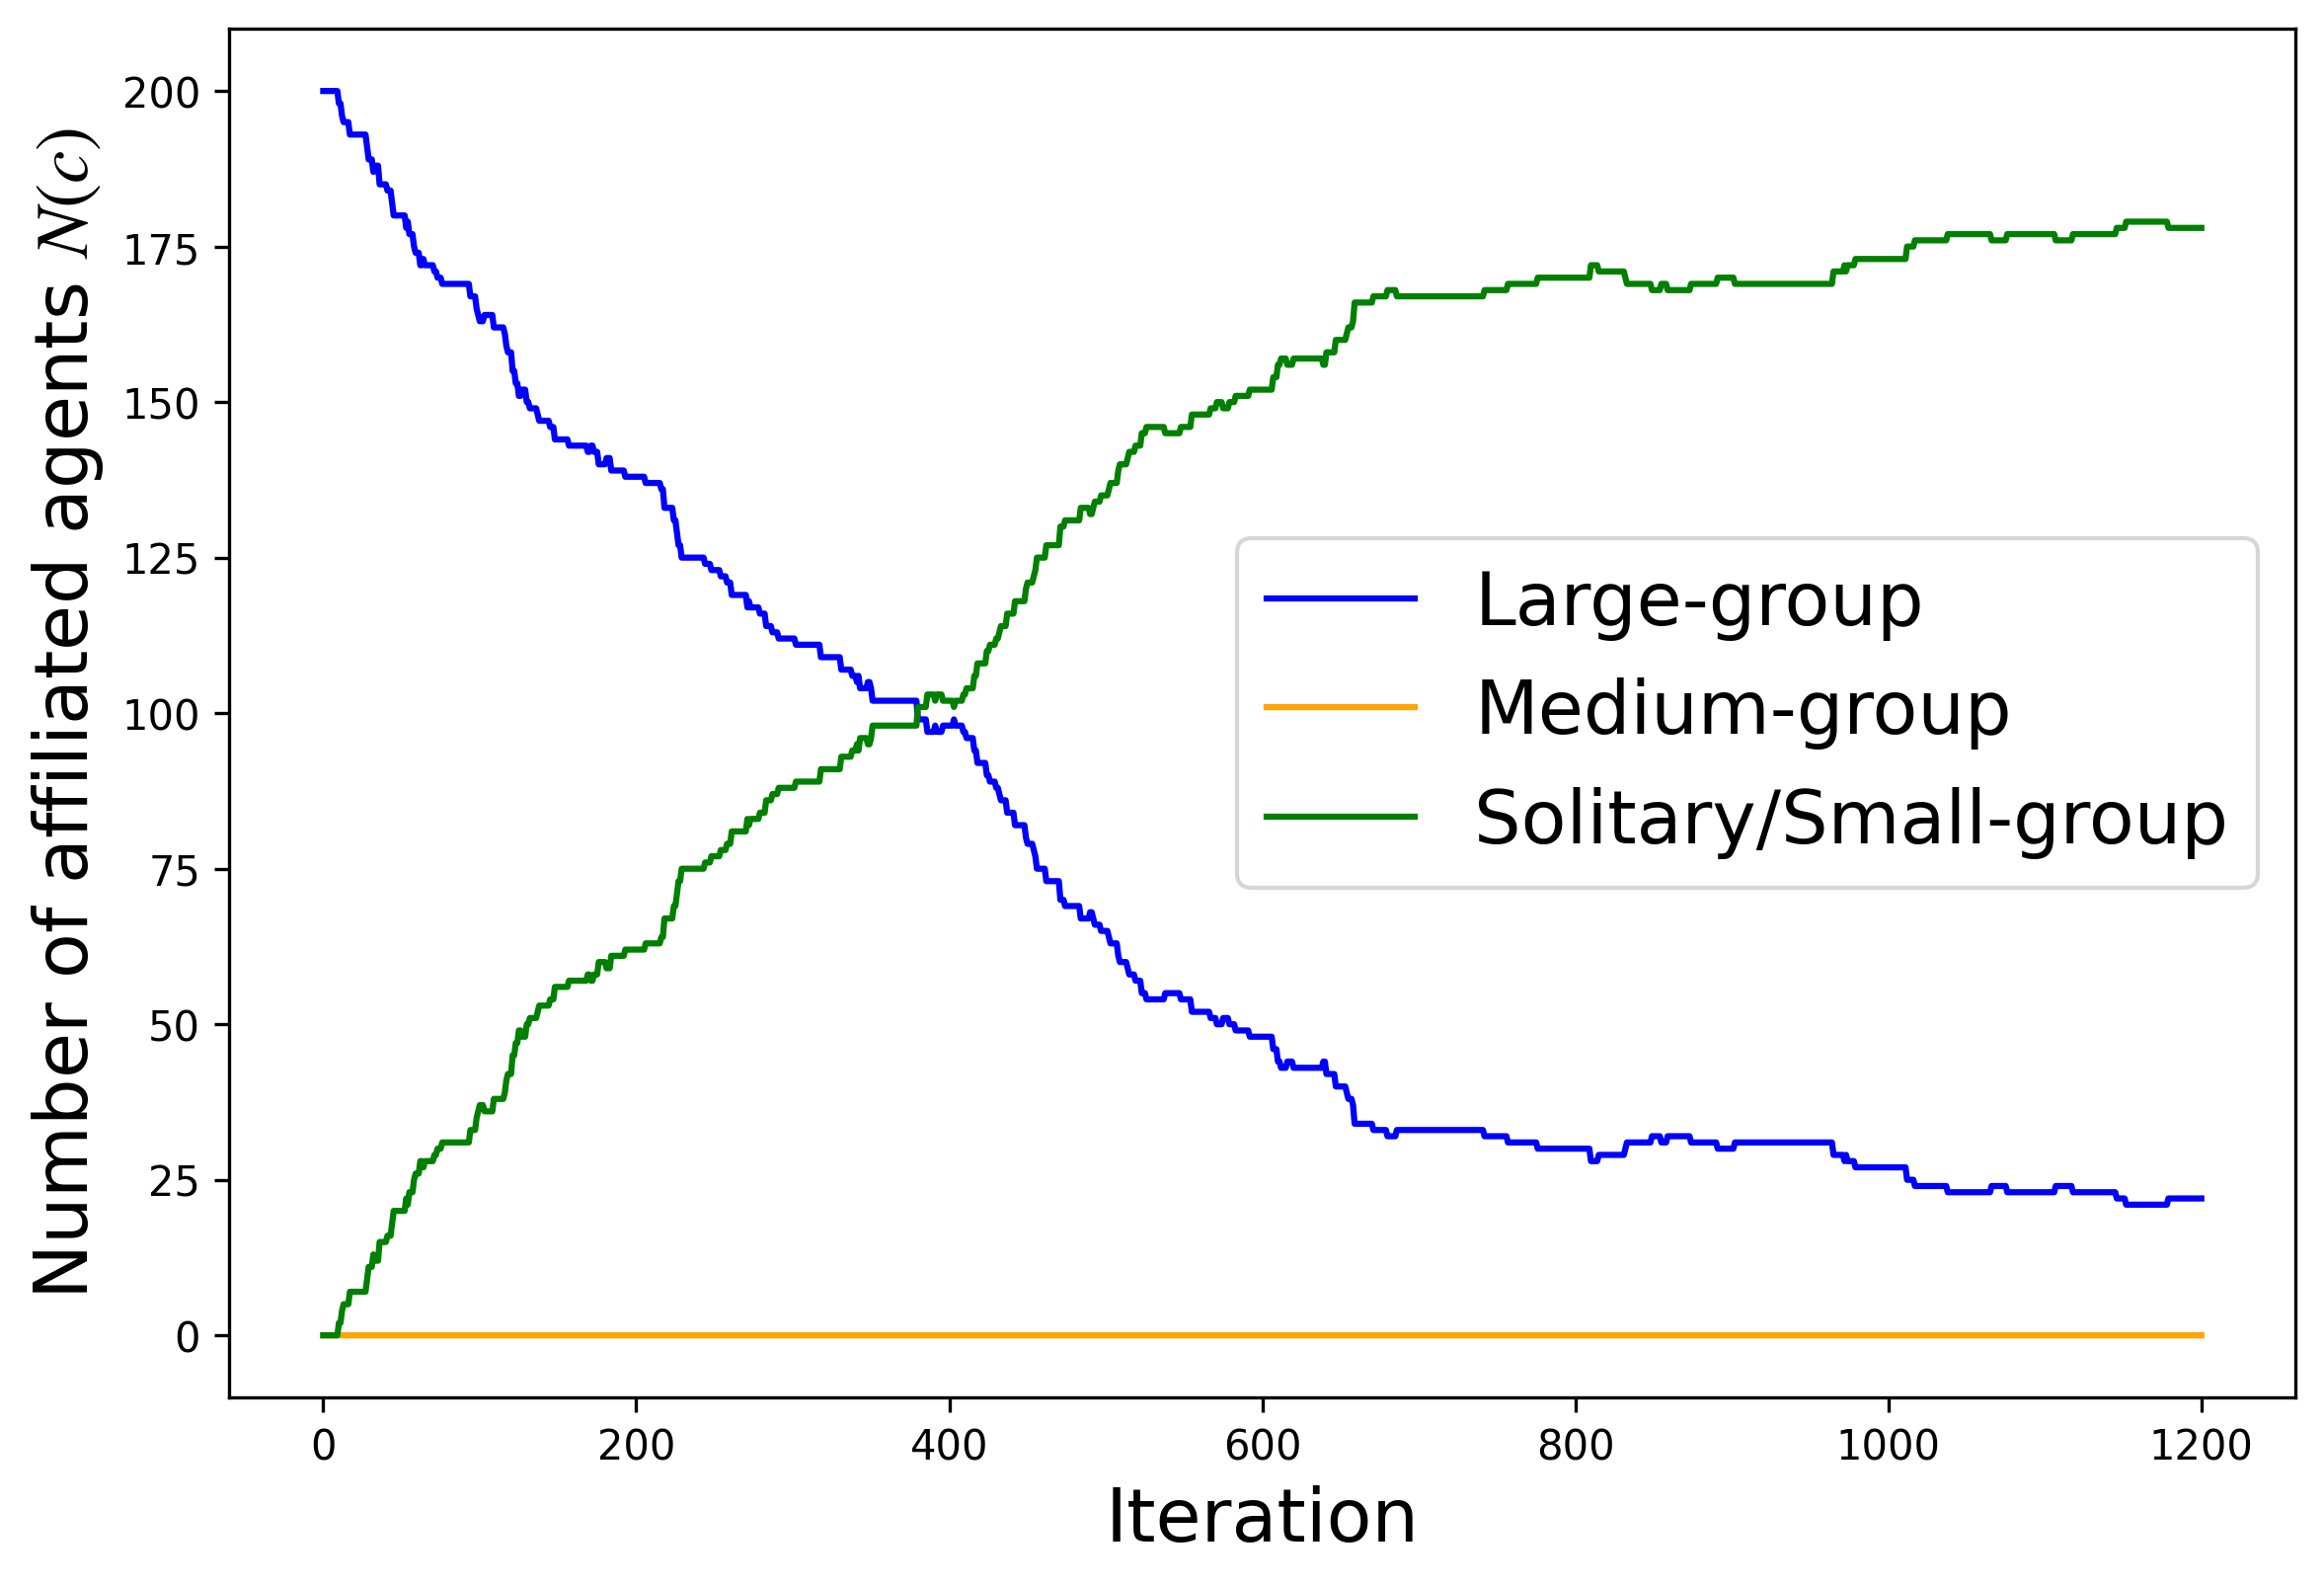 Number of affiliated agents N(c)
200
175
150
125
100
75
50
25
0
Large-group
Medium-group
Solitary/Small-group
0 200 400 600 800 1000 1200
Iteration